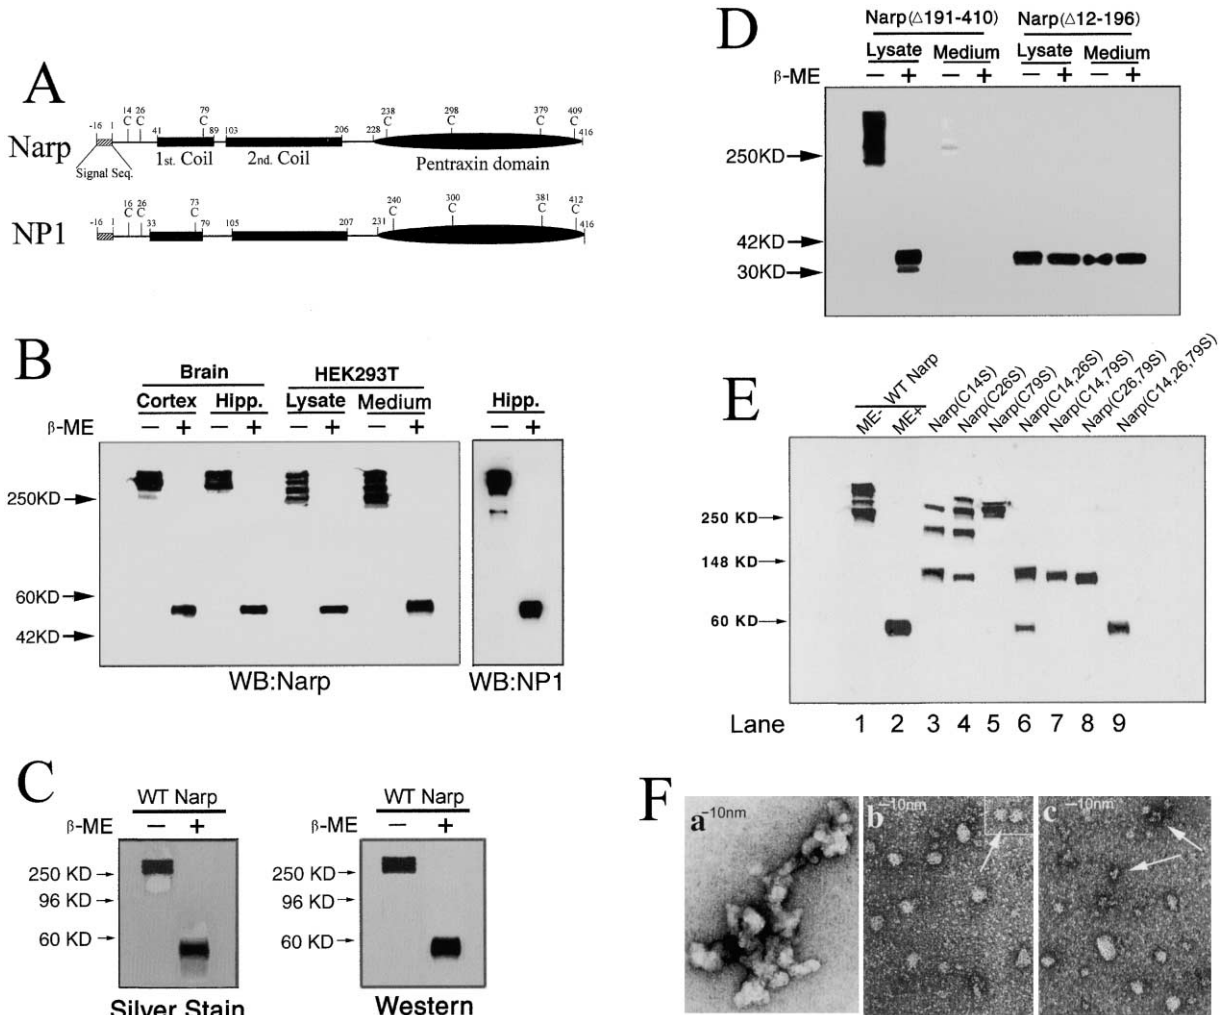 A
-16 1 14 C 26 C 41 79 C 89 103 206 228 238 C 298 C 379 C 409 C 416
Narp
Signal Seq.
1st. Coil 2nd. Coil Pentraxin domain
-16 1 16 C 26 C 33 73 C 79 105 207 231 240 C 300 C 381 C 412 C 416
NP1
B
Brain HEK293T
Cortex Hipp. Lysate Medium Hipp.
β-ME − + − + − + − + − +
250KD
60KD
42KD
WB:Narp WB:NP1
C
WT Narp WT Narp
β-ME − + β-ME − +
250 KD 250 KD
96 KD 96 KD
60 KD 60 KD
Silver Stain Western
D
Narp(Δ191-410) Narp(Δ12-196)
Lysate Medium Lysate Medium
β-ME − + − + − + − +
250KD
42KD
30KD
E
WT Narp
ME-
ME+
Narp(C14S)
Narp(C26S)
Narp(C79S)
Narp(C14,26S)
Narp(C14,79S)
Narp(C26,79S)
Narp(C14,26,79S)
250 KD
148 KD
60 KD
Lane 1 2 3 4 5 6 7 8 9
F
a −10nm b −10nm c −10nm